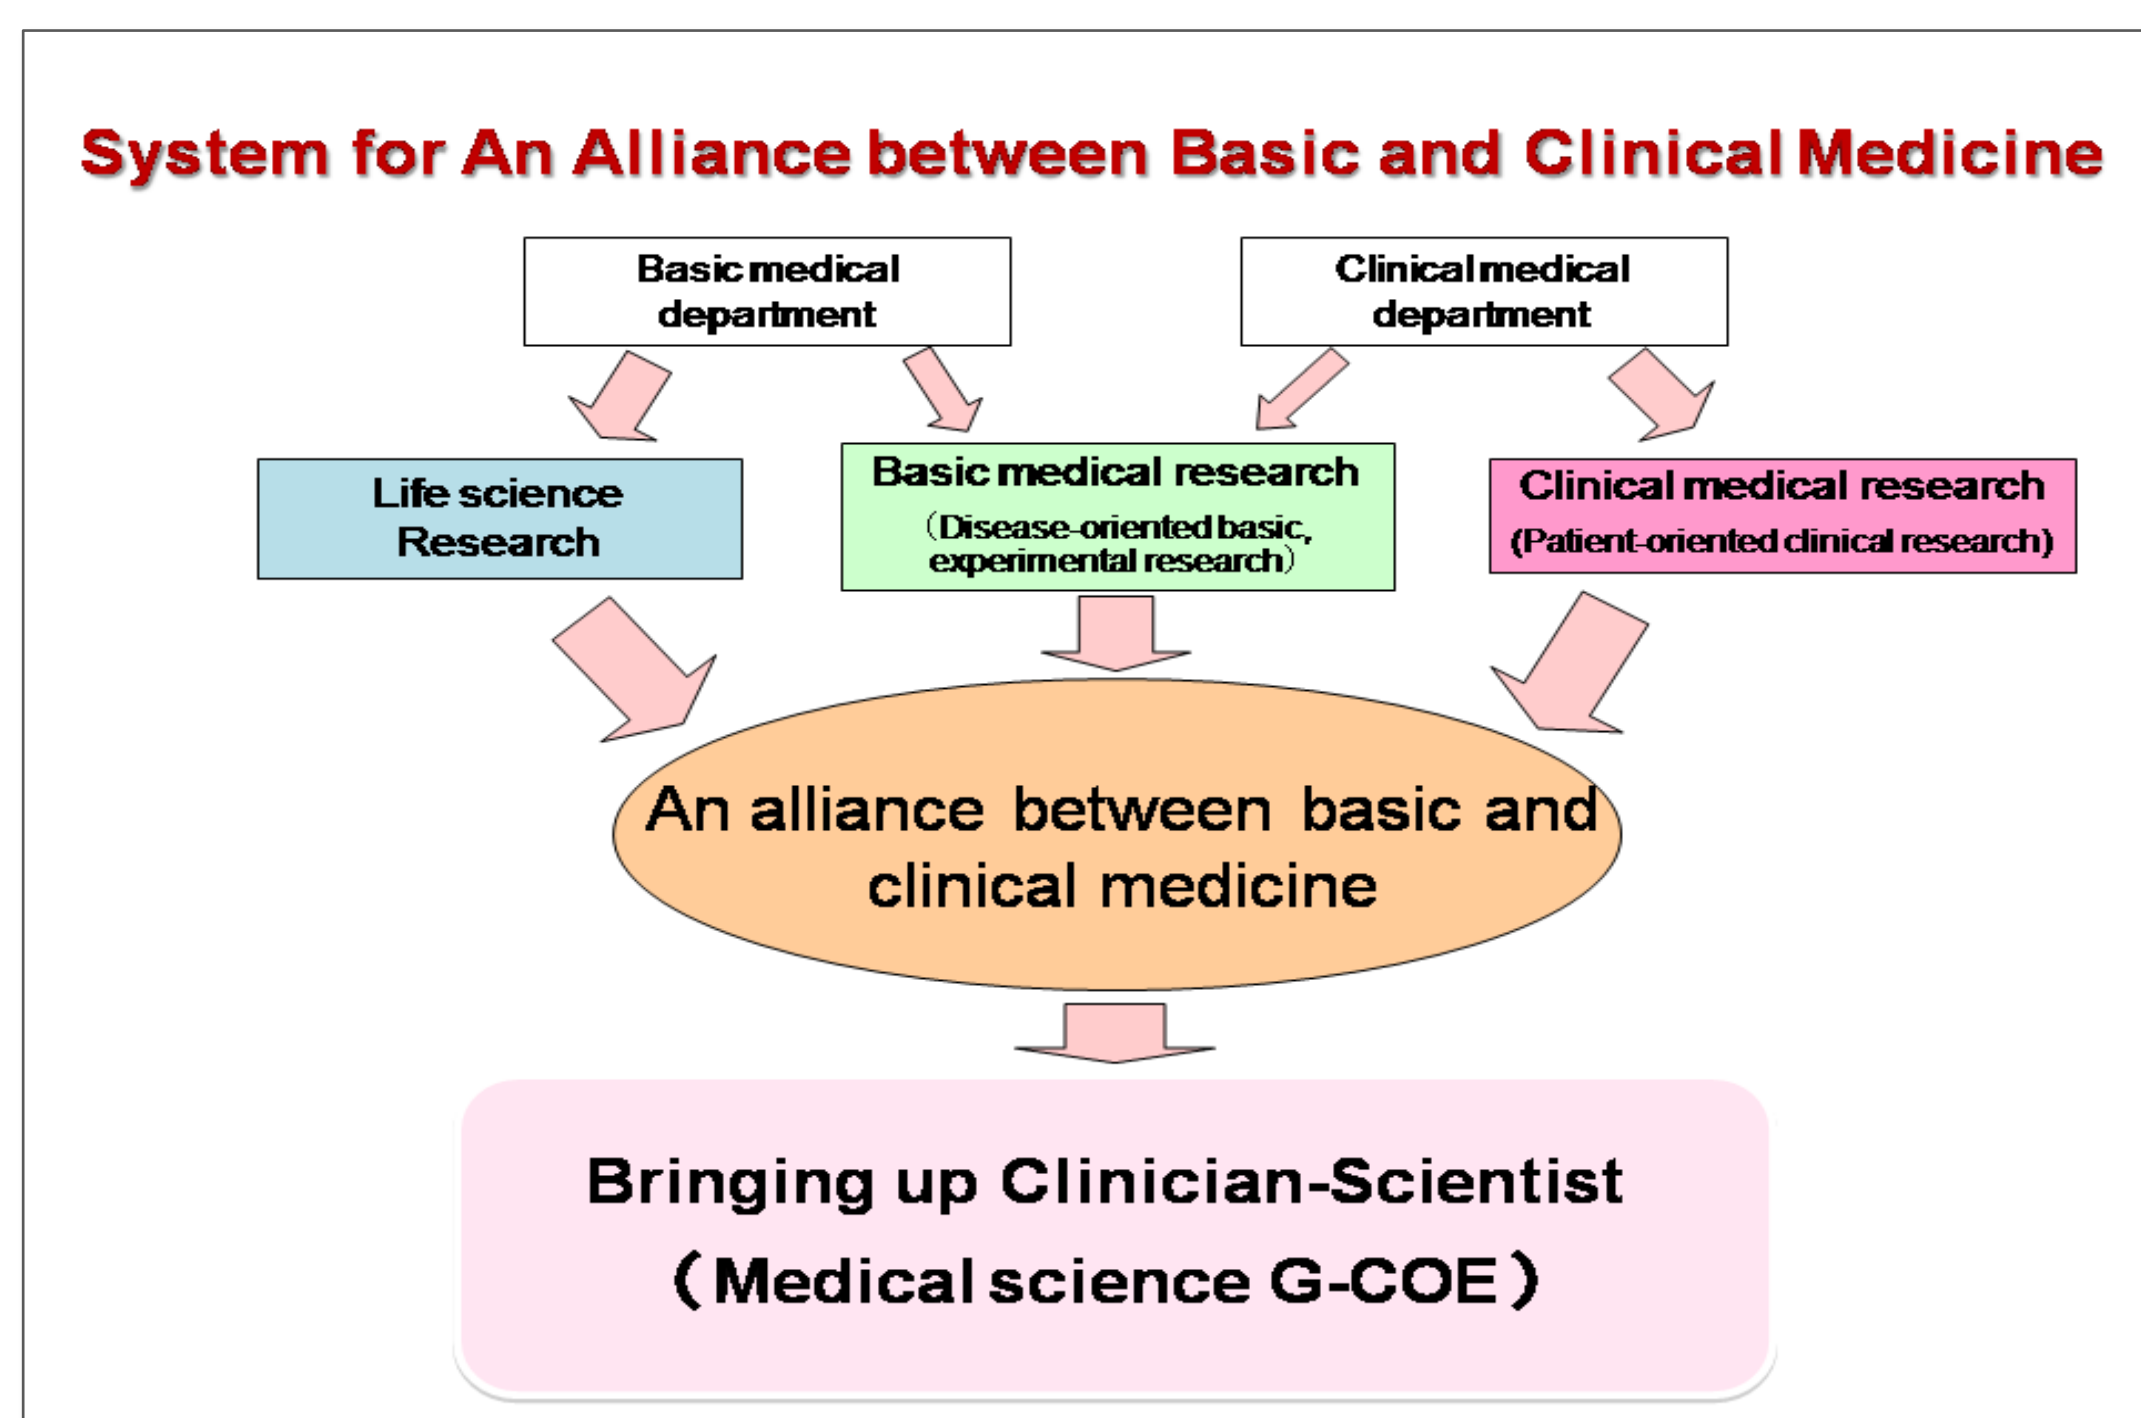 System for An Alliance between Basic and Clinical Medicine
Basic medical
department
Clinical medical
department
Life science
Research
Basic medical research
（Disease-oriented basic,
experimental research）
Clinical medical research
(Patient-oriented clinical research)
An alliance between basic and
clinical medicine
Bringing up Clinician-Scientist
（Medical science G-COE）